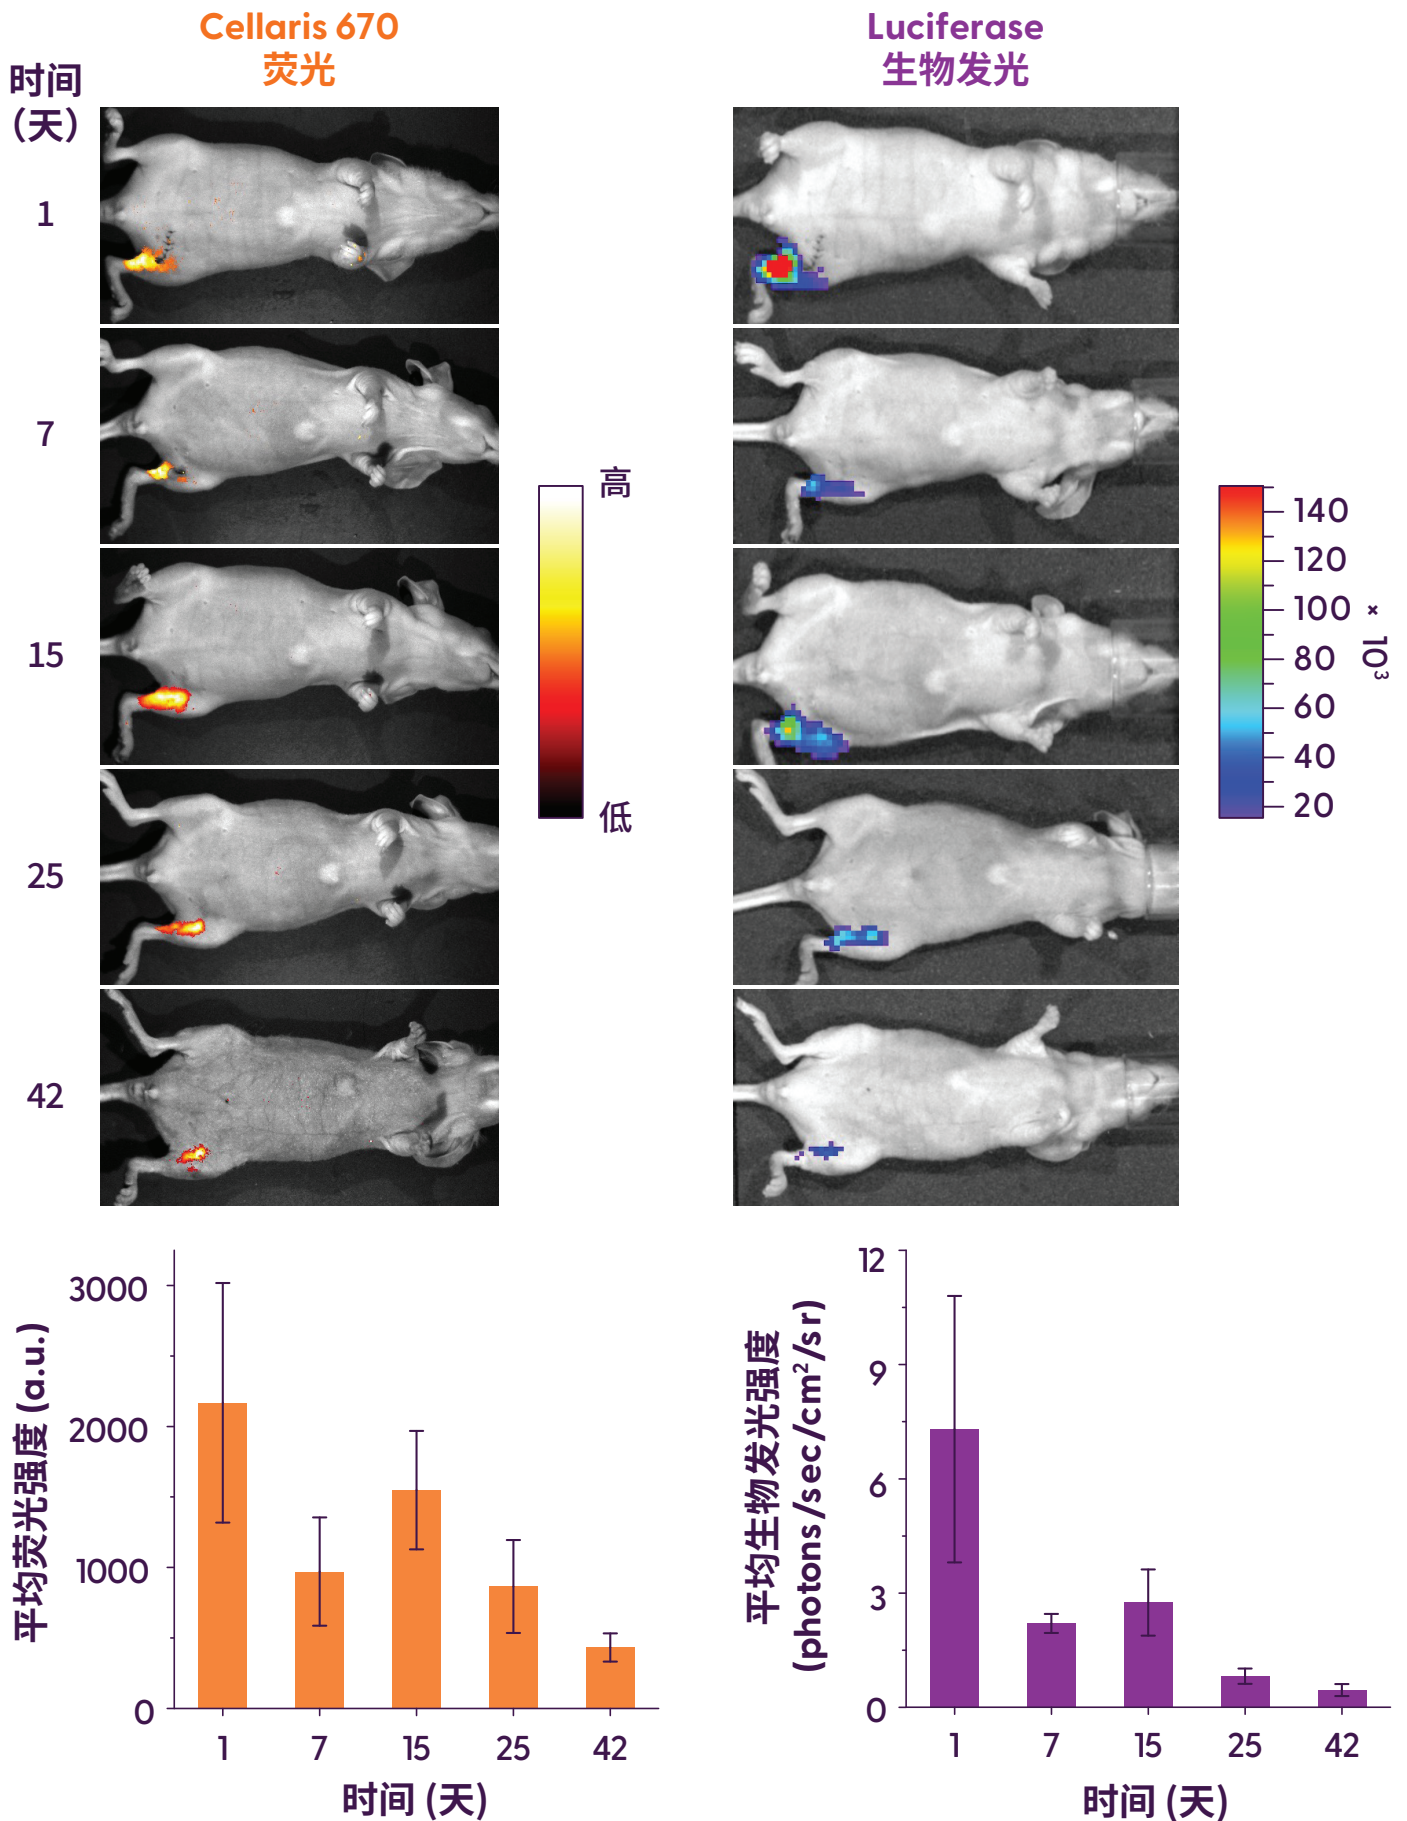 Cellaris 670
荧光
Luciferase
生物发光
时间
（天）
1
7
15
25
42
高
低
140
120
100
80
60
40
20
× 10³
平均荧光强度 (a.u.)
3000
2000
1000
0
1 7 15 25 42
时间 (天)
平均生物发光强度
(photons/sec/cm²/sr)
12
9
6
3
0
1 7 15 25 42
时间 (天)